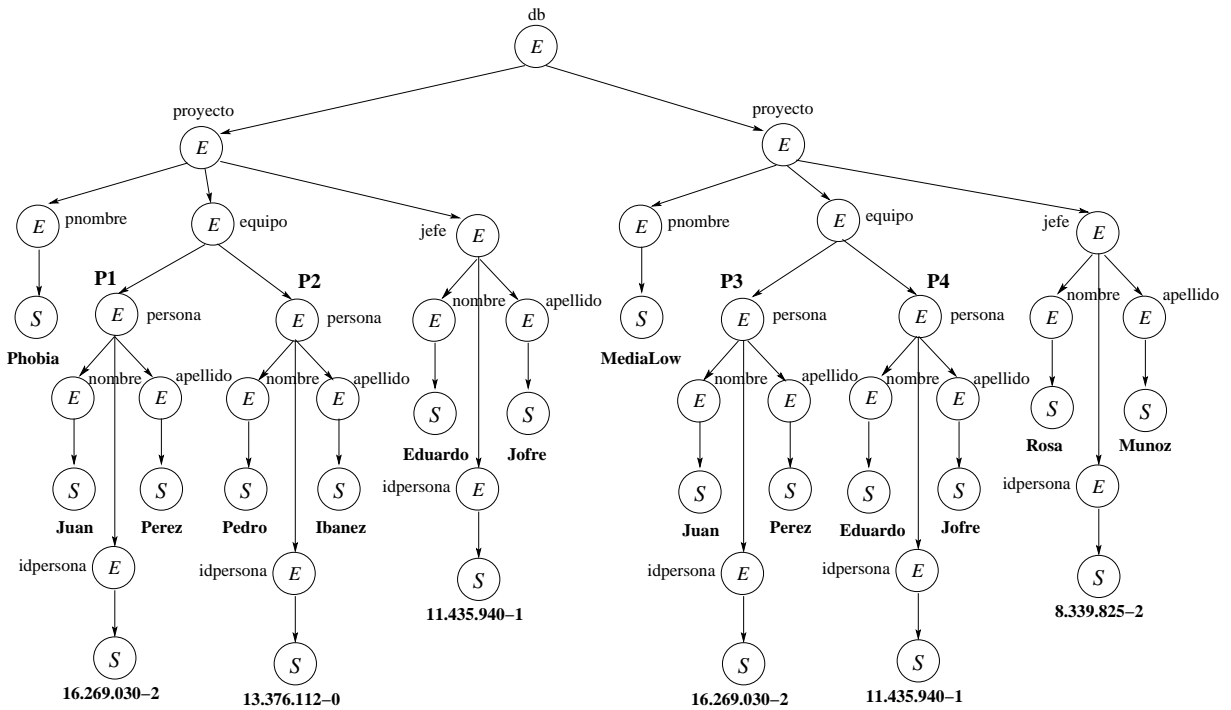 db
E
proyecto
proyecto
E
E
E
pnombre
E
equipo
jefe
E
E
pnombre
E
equipo
jefe
E
P1
P2
P3
P4
S
E
persona
E
persona
E
nombre
E
apellido
S
E
persona
E
persona
E
nombre
E
apellido
Phobia
MediaLow
E
nombre
E
apellido
E
nombre
E
apellido
S
S
E
nombre
E
apellido
E
nombre
E
apellido
S
S
Eduardo
Jofre
Rosa
Munoz
S
S
S
S
idpersona
E
S
S
S
S
idpersona
E
Juan
Perez
Pedro
Ibanez
Juan
Perez
Eduardo
Jofre
idpersona
E
idpersona
E
S
idpersona
E
idpersona
E
S
11.435.940−1
8.339.825−2
S
S
S
S
16.269.030−2
13.376.112−0
16.269.030−2
11.435.940−1